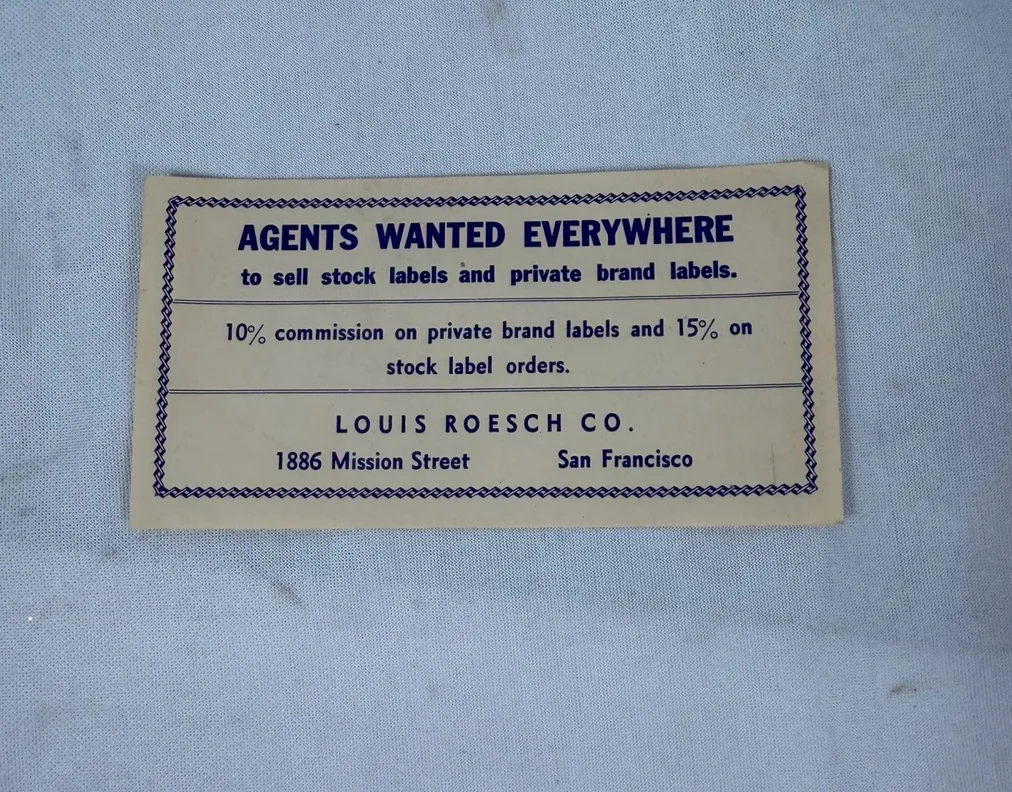 AGENTS WANTED EVERYWHERE
to sell stock labels and private brand labels.
10% commission on private brand labels and 15% on
stock label orders.
LOUIS ROESCH CO.
1886 Mission Street San Francisco